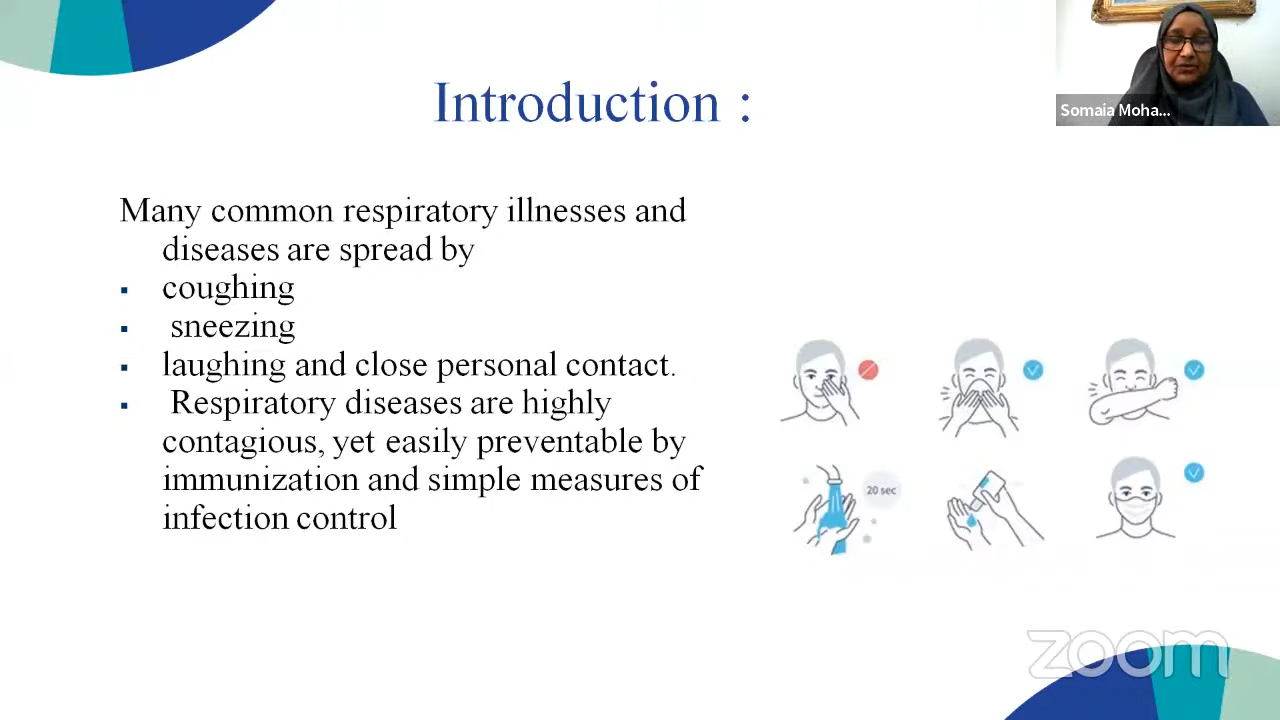 Introduction :
Somaia Moha...
Many common respiratory illnesses and
diseases are spread by
▪ coughing
▪ sneezing
▪ laughing and close personal contact.
▪ Respiratory diseases are highly
contagious, yet easily preventable by
immunization and simple measures of
infection control
20 sec
zoom